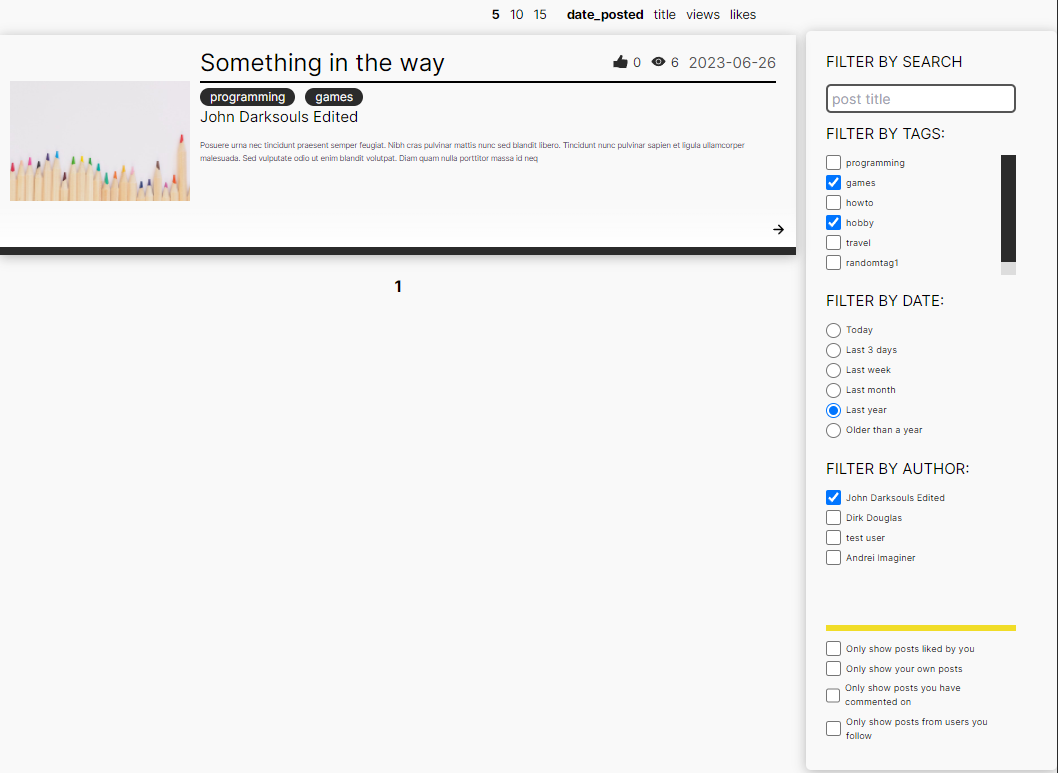 5 10 15 date_posted title views likes
Something in the way
0 6 2023-06-26
programming games
John Darksouls Edited
Posuere urna nec tincidunt praesent semper feugiat. Nibh cras pulvinar mattis nunc sed blandit libero. Tincidunt nunc pulvinar sapien et ligula ullamcorper
malesuada. Sed vulputate odio ut enim blandit volutpat. Diam quam nulla porttitor massa id neq
1
FILTER BY SEARCH
post title
FILTER BY TAGS:
programming
games
howto
hobby
travel
randomtag1
FILTER BY DATE:
Today
Last 3 days
Last week
Last month
Last year
Older than a year
FILTER BY AUTHOR:
John Darksouls Edited
Dirk Douglas
test user
Andrei Imaginer
Only show posts liked by you
Only show your own posts
Only show posts you have
commented on
Only show posts from users you
follow